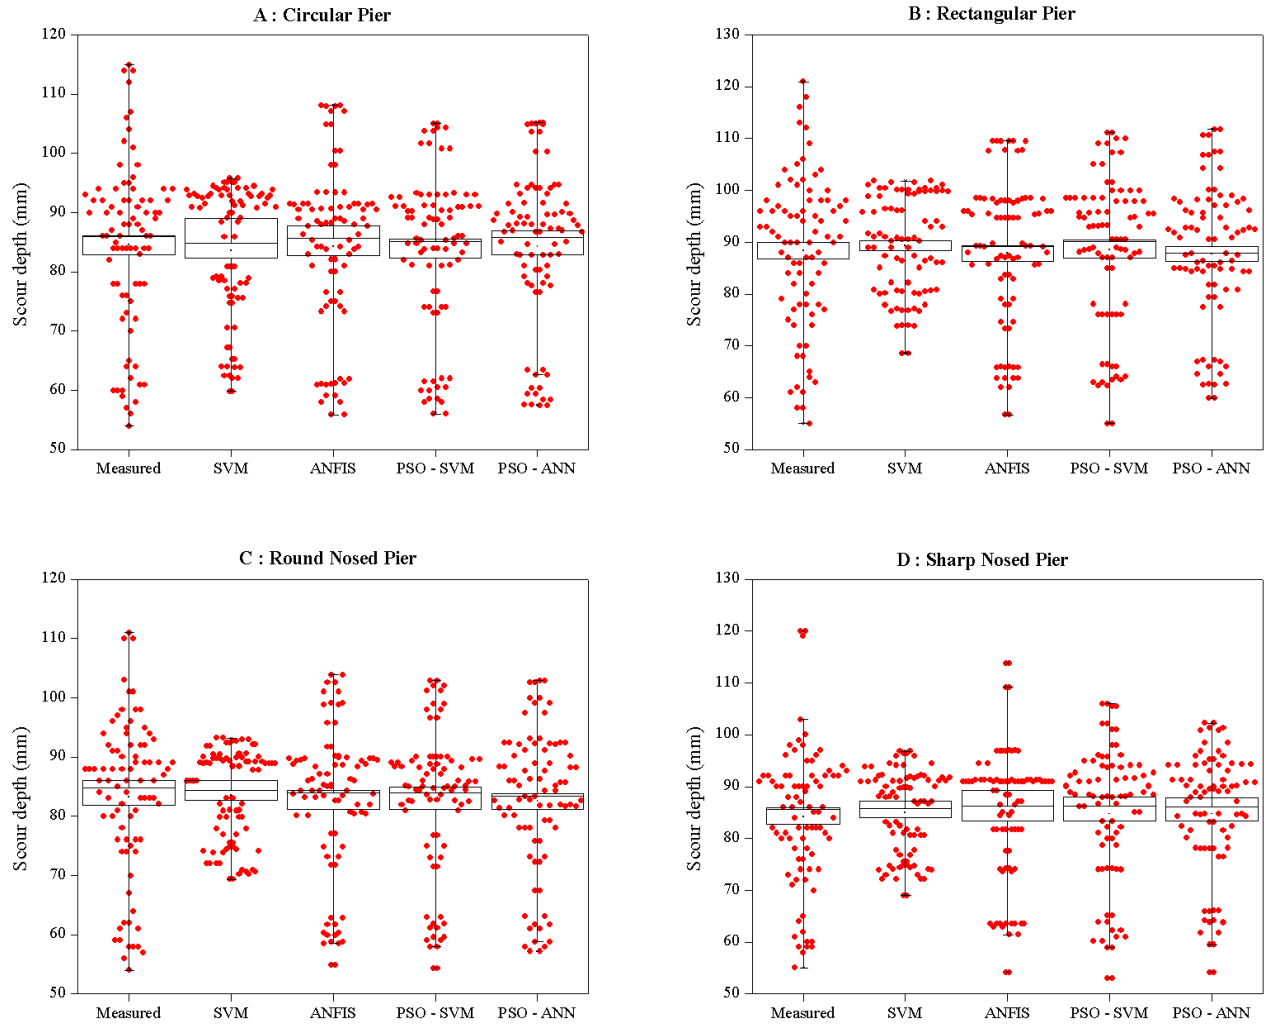 A : Circular Pier
120
110
100
90
80
70
60
50
Scour depth (mm)
Measured
SVM
ANFIS
PSO - SVM
PSO - ANN
B : Rectangular Pier
130
120
110
100
90
80
70
60
50
Scour depth (mm)
Measured
SVM
ANFIS
PSO - SVM
PSO - ANN
C : Round Nosed Pier
120
110
100
90
80
70
60
50
Scour depth (mm)
Measured
SVM
ANFIS
PSO - SVM
PSO - ANN
D : Sharp Nosed Pier
130
120
110
100
90
80
70
60
50
Scour depth (mm)
Measured
SVM
ANFIS
PSO - SVM
PSO - ANN